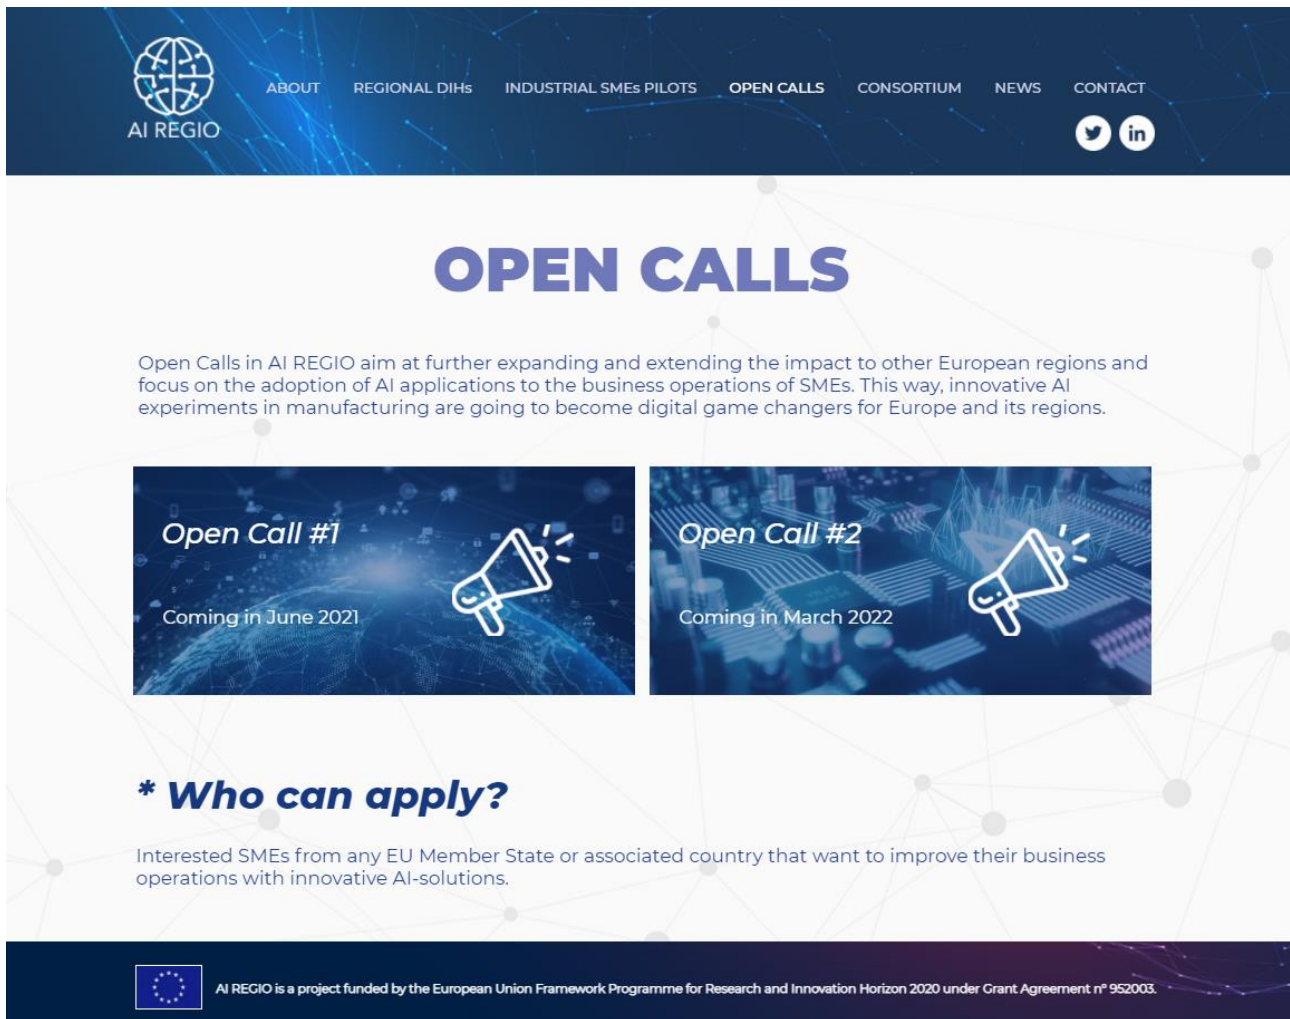 AI REGIO
ABOUT
REGIONAL DIHs
INDUSTRIAL SMEs PILOTS
OPEN CALLS
CONSORTIUM
NEWS
CONTACT
in
OPEN CALLS
Open Calls in AI REGIO aim at further expanding and extending the impact to other European regions and
focus on the adoption of AI applications to the business operations of SMEs. This way, innovative AI
experiments in manufacturing are going to become digital game changers for Europe and its regions.
Open Call #1
Coming in June 2021
Open Call #2
Coming in March 2022
* Who can apply?
Interested SMEs from any EU Member State or associated country that want to improve their business
operations with innovative AI-solutions.
AI REGIO is a project funded by the European Union Framework Programme for Research and Innovation Horizon 2020 under Grant Agreement nº 952003.